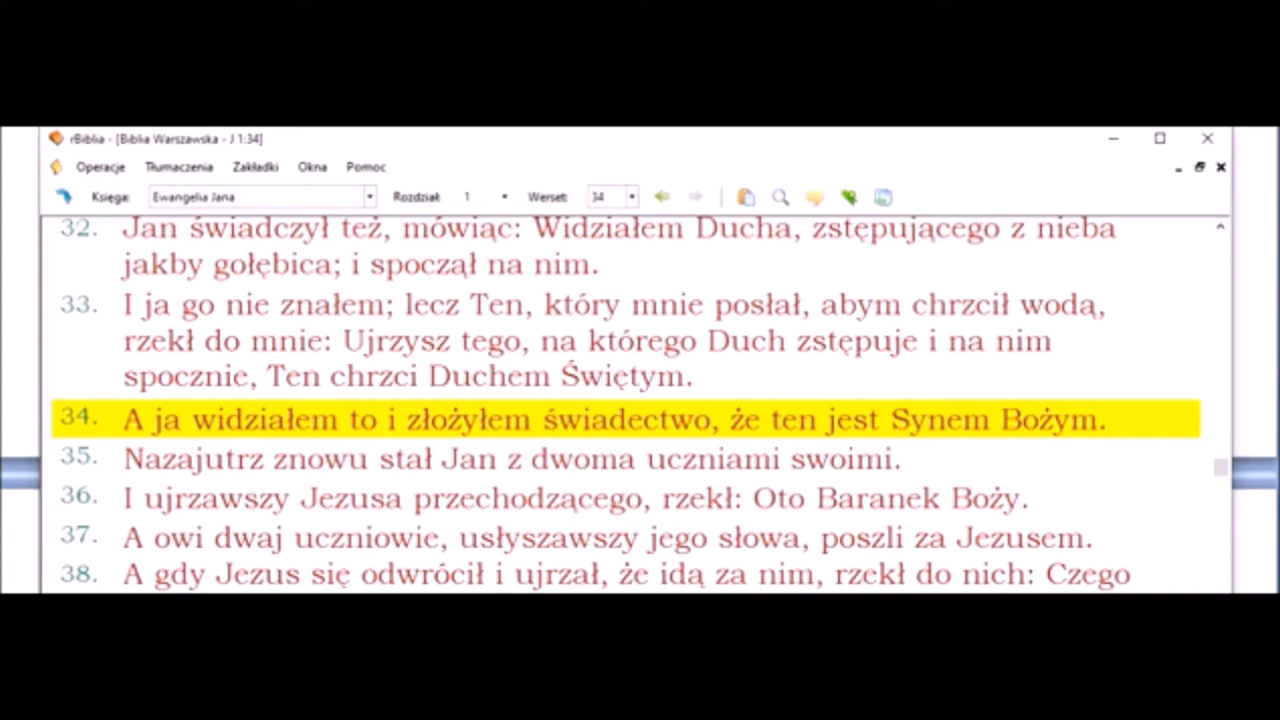 rBiblia - [Biblia Warszawska - J 1:34]
Operacje Tłumaczenia Zakładki Okna Pomoc
Księga: Ewangelia Jana Rozdział 1 Werset: 34
32. Jan świadczył też, mówiąc: Widziałem Ducha, zstępującego z nieba
jakby gołębica; i spoczął na nim.
33. I ja go nie znałem; lecz Ten, który mnie posłał, abym chrzcił wodą,
rzekł do mnie: Ujrzysz tego, na którego Duch zstępuje i na nim
spocznie, Ten chrzci Duchem Świętym.
34. A ja widziałem to i złożyłem świadectwo, że ten jest Synem Bożym.
35. Nazajutrz znowu stał Jan z dwoma uczniami swoimi.
36. I ujrzawszy Jezusa przechodzącego, rzekł: Oto Baranek Boży.
37. A owi dwaj uczniowie, usłyszawszy jego słowa, poszli za Jezusem.
38. A gdy Jezus się odwrócił i ujrzał, że idą za nim, rzekł do nich: Czego